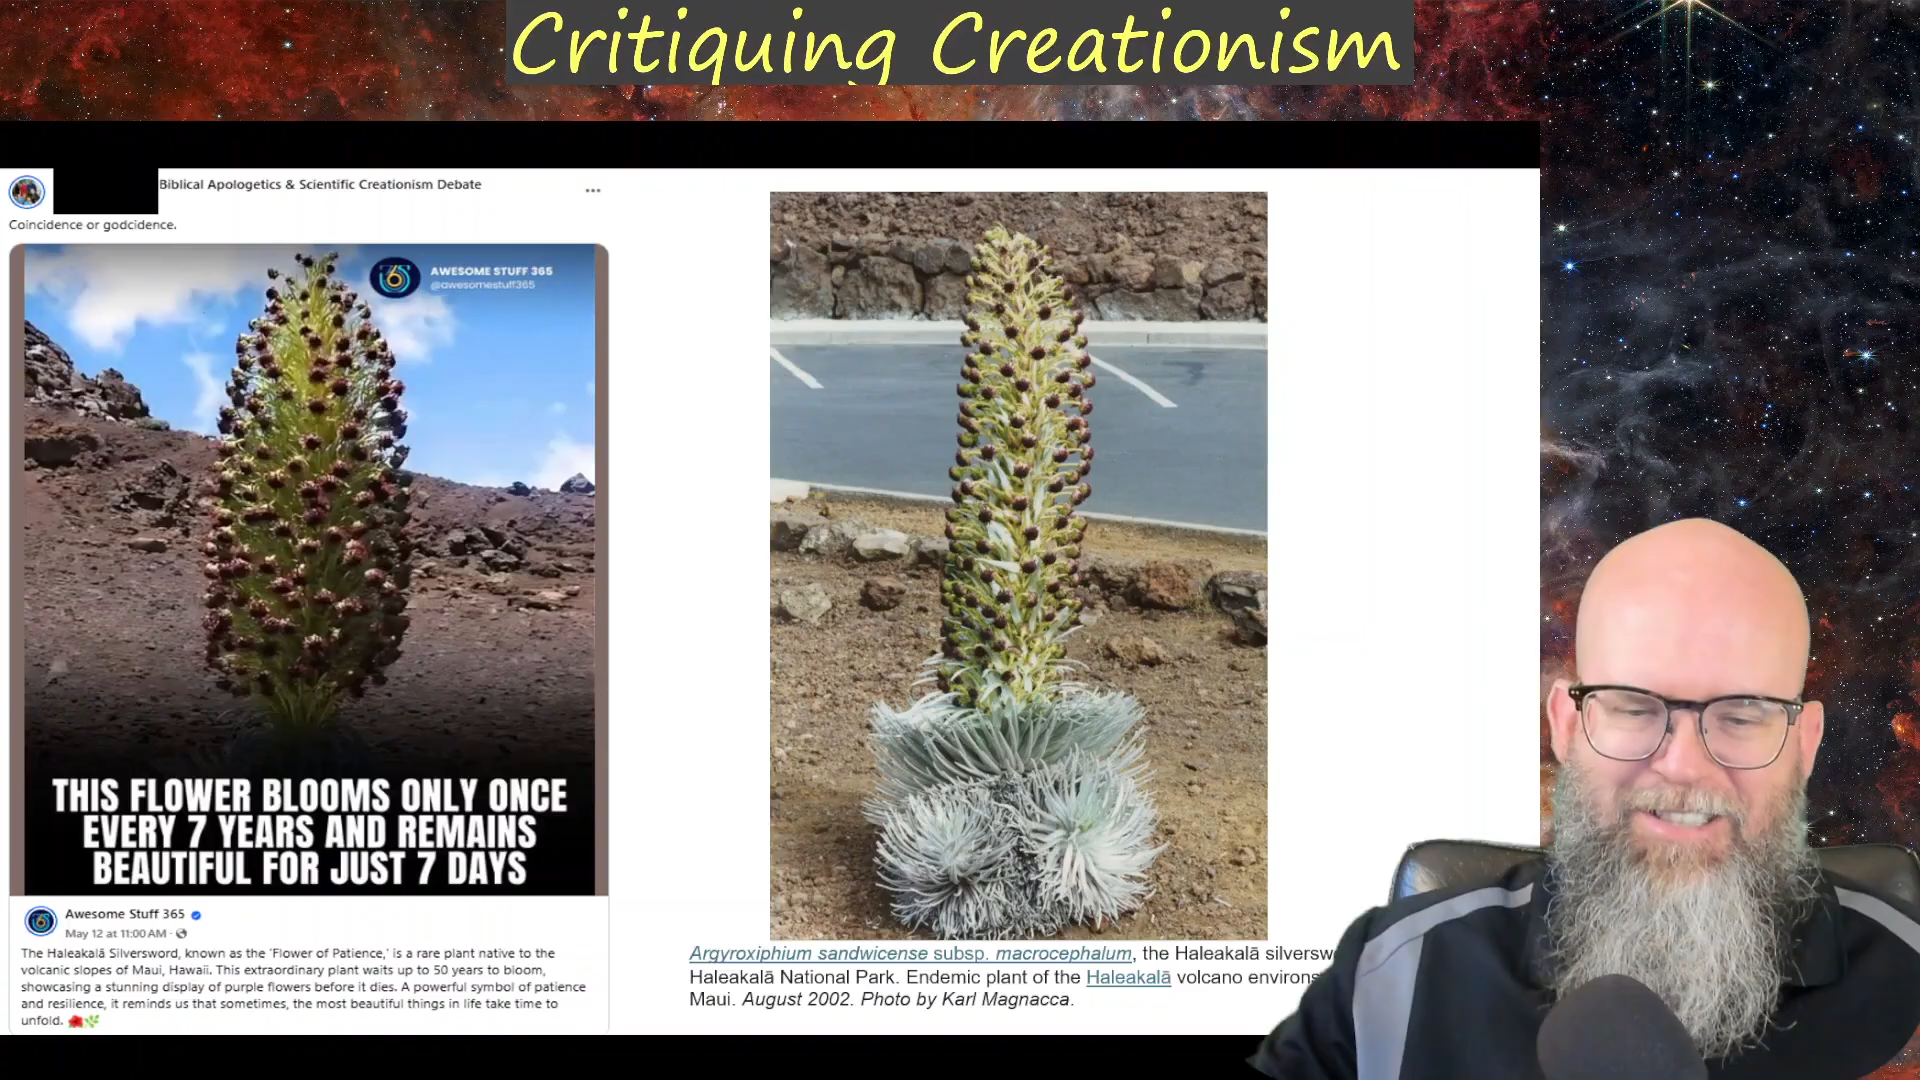 Critiquing Creationism
Biblical Apologetics & Scientific Creationism Debate
Coincidence or godcidence.
AWESOME STUFF 365
@awesomestuff365
THIS FLOWER BLOOMS ONLY ONCE
EVERY 7 YEARS AND REMAINS
BEAUTIFUL FOR JUST 7 DAYS
Awesome Stuff 365
May 12 at 11:00 AM ·
The Haleakalā Silversword, known as the 'Flower of Patience,' is a rare plant native to the
volcanic slopes of Maui, Hawaii. This extraordinary plant waits up to 50 years to bloom,
showcasing a stunning display of purple flowers before it dies. A powerful symbol of patience
and resilience, it reminds us that sometimes, the most beautiful things in life take time to
unfold.
Argyroxiphium sandwicense subsp. macrocephalum, the Haleakalā silversw
Haleakalā National Park. Endemic plant of the Haleakalā volcano environs
Maui. August 2002. Photo by Karl Magnacca.